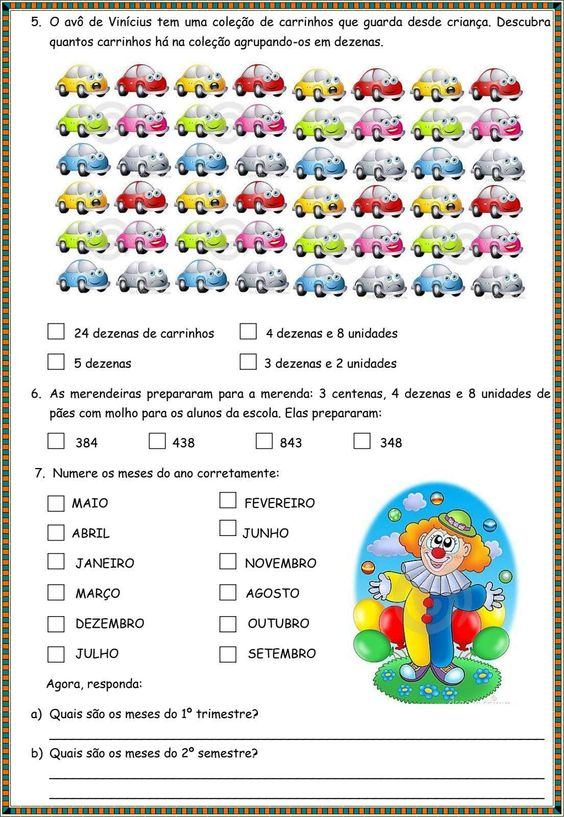 5. O avô de Vinícius tem uma coleção de carrinhos que guarda desde criança. Descubra
quantos carrinhos há na coleção agrupando-os em dezenas.
24 dezenas de carrinhos 4 dezenas e 8 unidades
5 dezenas 3 dezenas e 2 unidades
6. As merendeiras prepararam para a merenda: 3 centenas, 4 dezenas e 8 unidades de
pães com molho para os alunos da escola. Elas prepararam:
384 438 843 348
7. Numere os meses do ano corretamente:
MAIO FEVEREIRO
ABRIL JUNHO
JANEIRO NOVEMBRO
MARÇO AGOSTO
DEZEMBRO OUTUBRO
JULHO SETEMBRO
Agora, responda:
a) Quais são os meses do 1º trimestre?
b) Quais são os meses do 2º semestre?